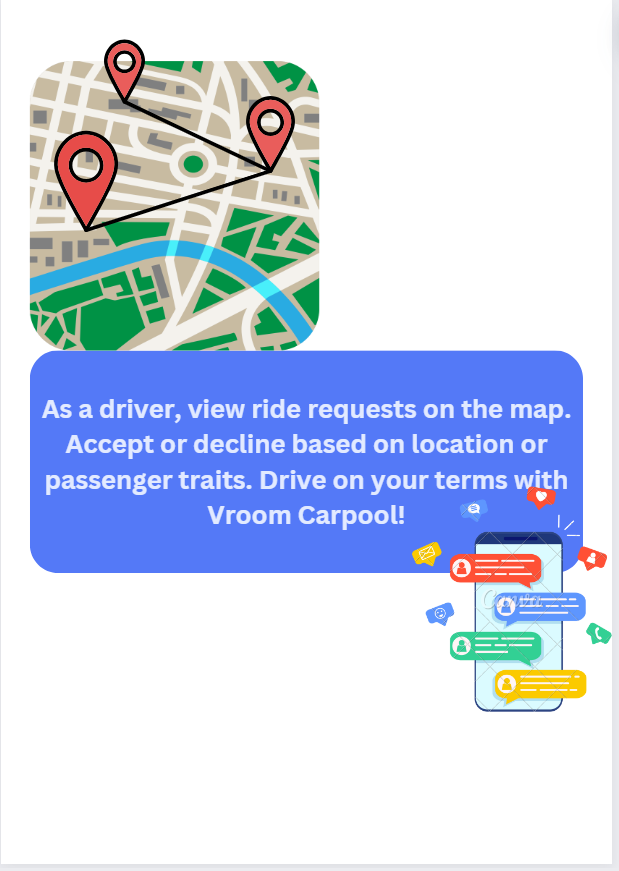 As a driver, view ride requests on the map.
Accept or decline based on location or
passenger traits. Drive on your terms with
Vroom Carpool!
Canva